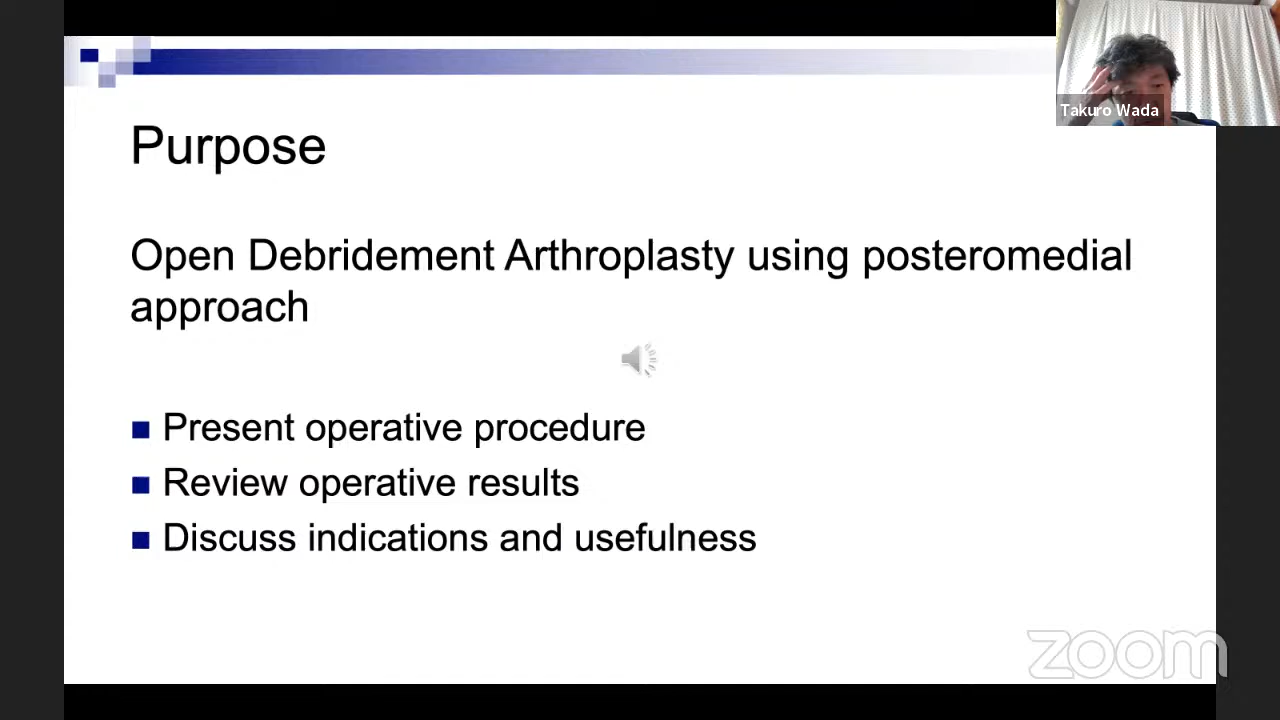 Takuro Wada
Purpose
Open Debridement Arthroplasty using posteromedial
approach
Present operative procedure
Review operative results
Discuss indications and usefulness
zoom